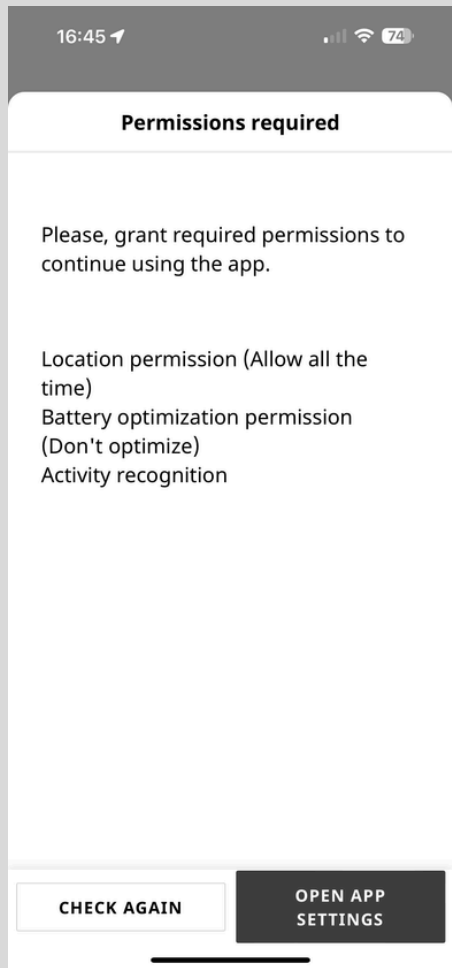 16:45
74
Permissions required
Please, grant required permissions to
continue using the app.
Location permission (Allow all the
time)
Battery optimization permission
(Don't optimize)
Activity recognition
CHECK AGAIN
OPEN APP
SETTINGS